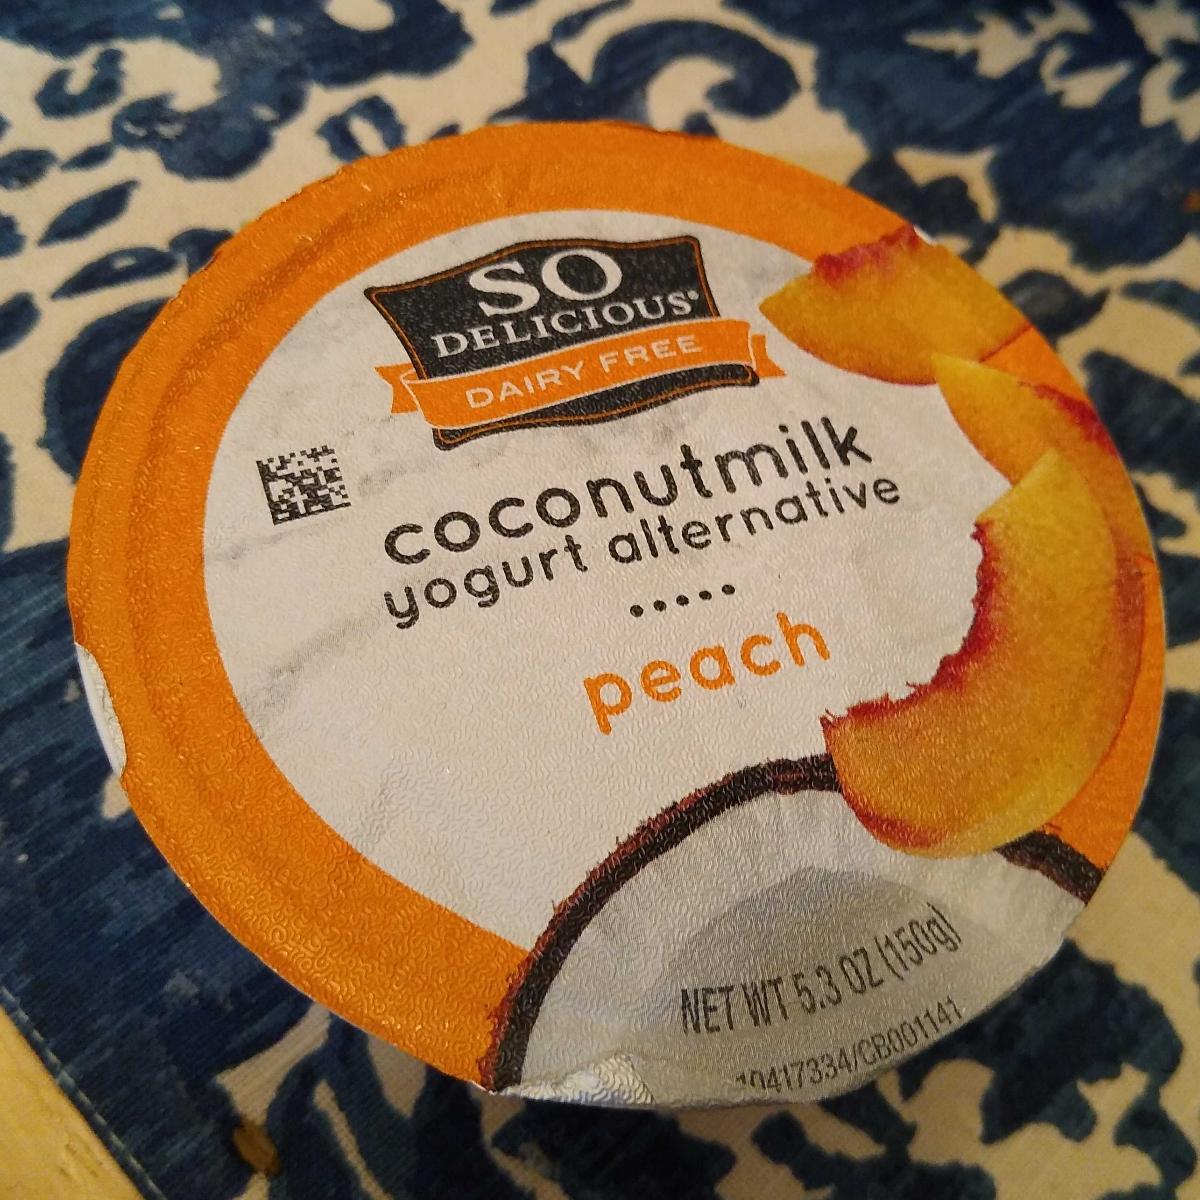 SO
DELICIOUS®
DAIRY FREE
coconutmilk
yogurt alternative
peach
NET WT 5.3 OZ (150g)
10417334/CB001141